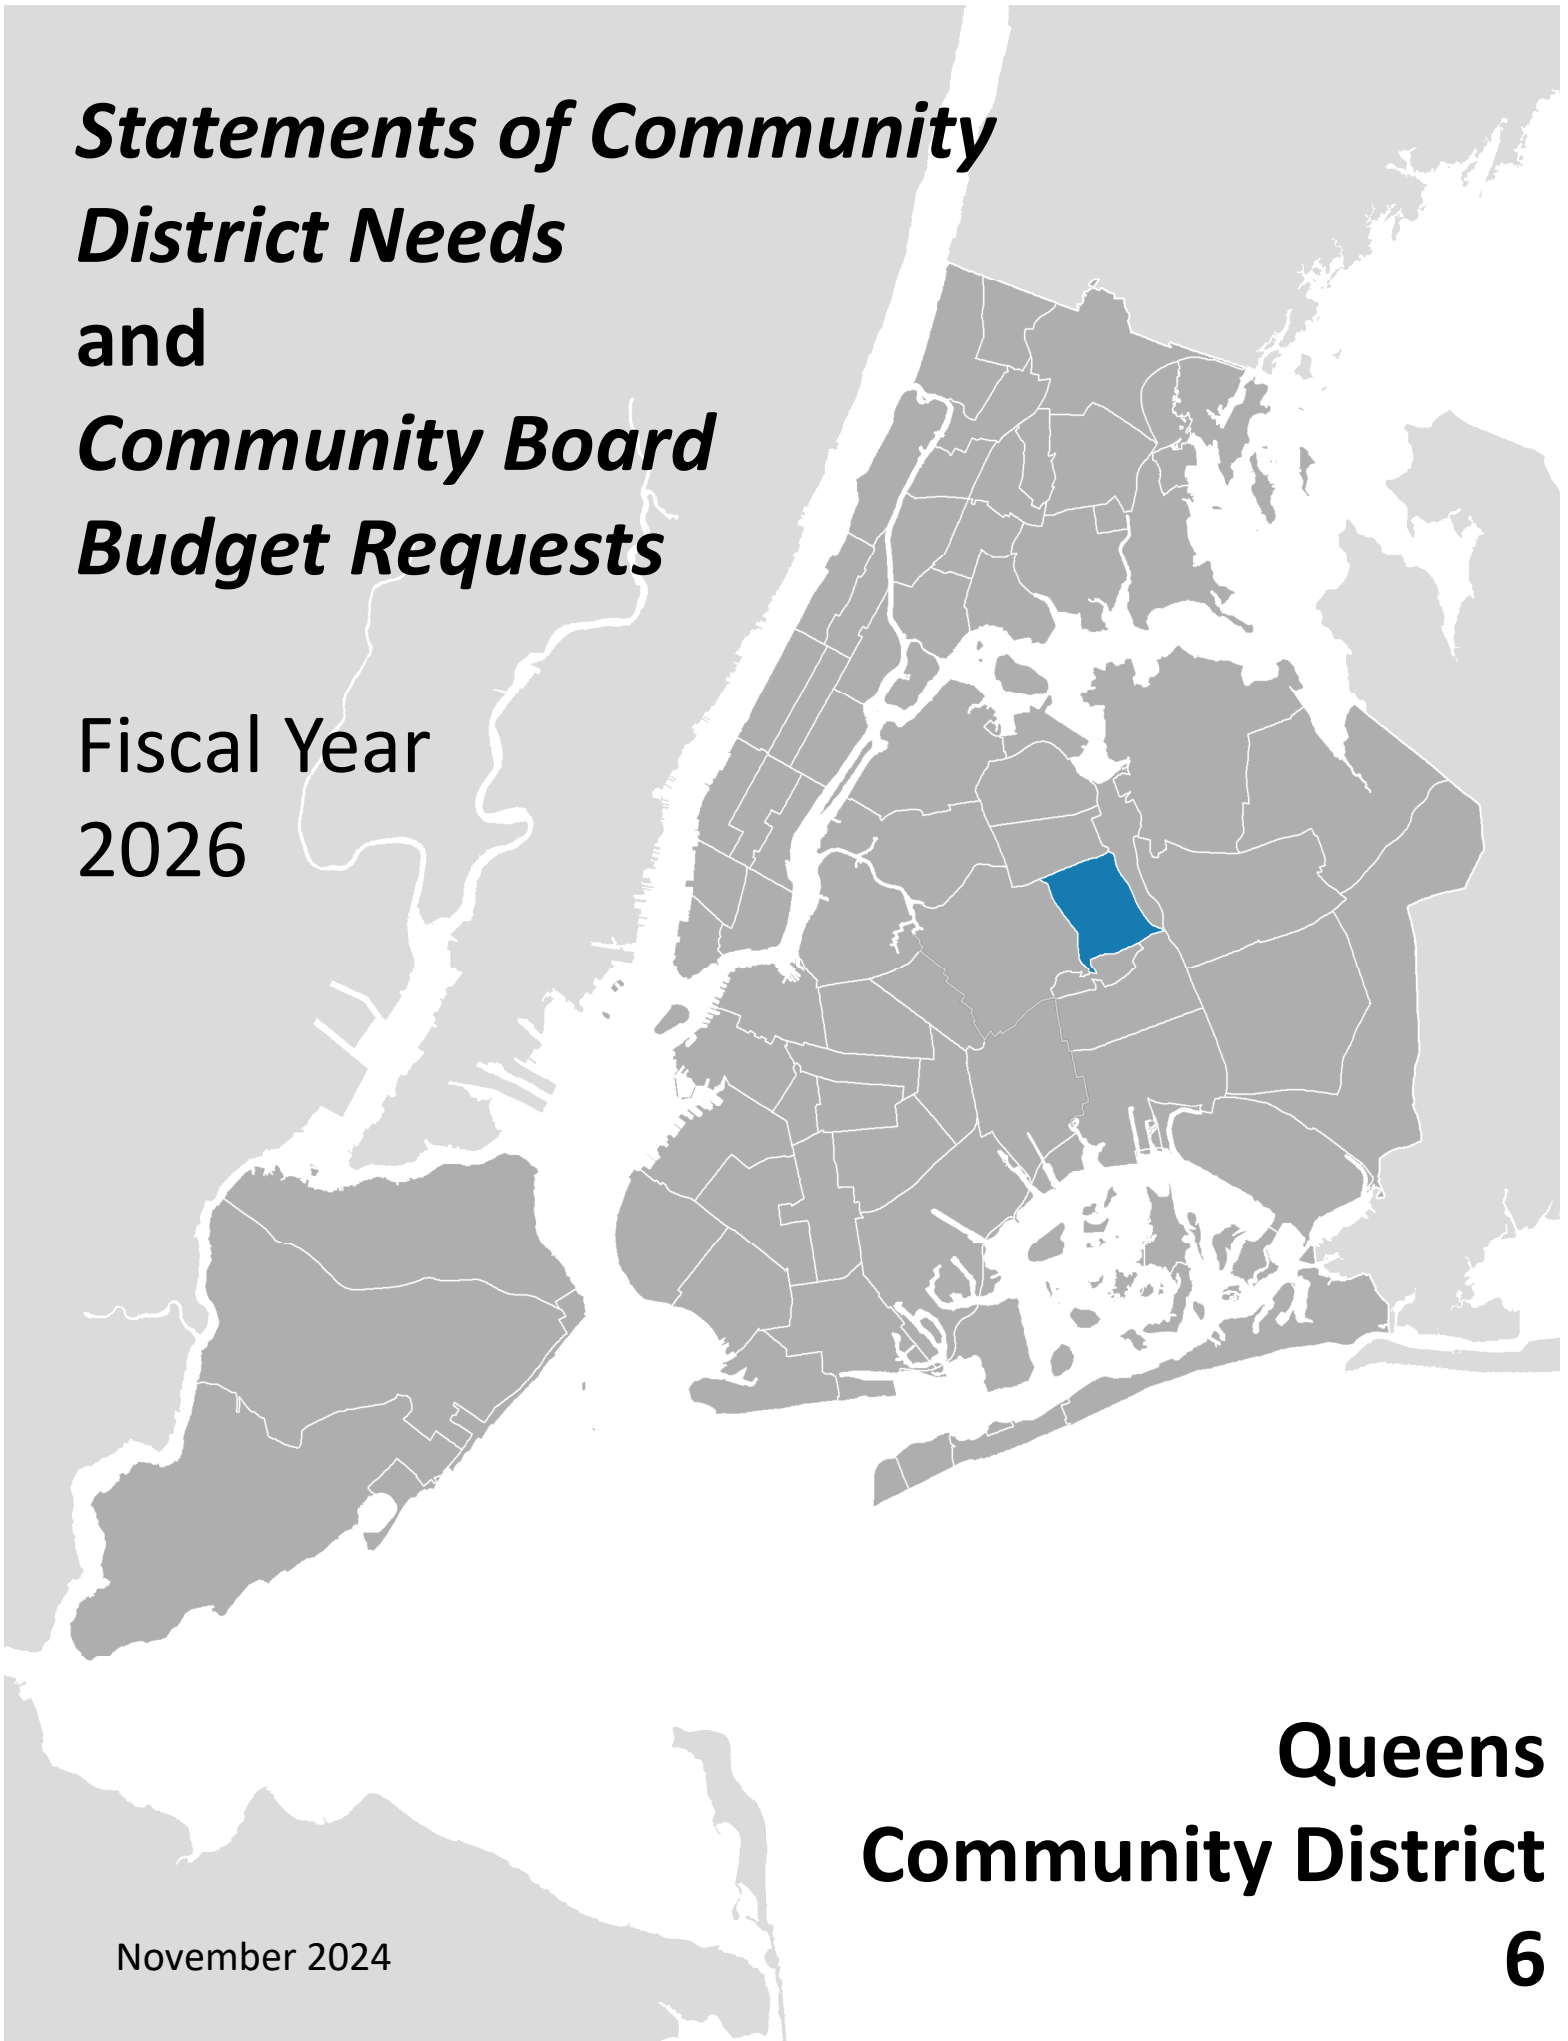 Statements of Community
District Needs
and
Community Board
Budget Requests
Fiscal Year
2026
Queens
Community District
6
November 2024